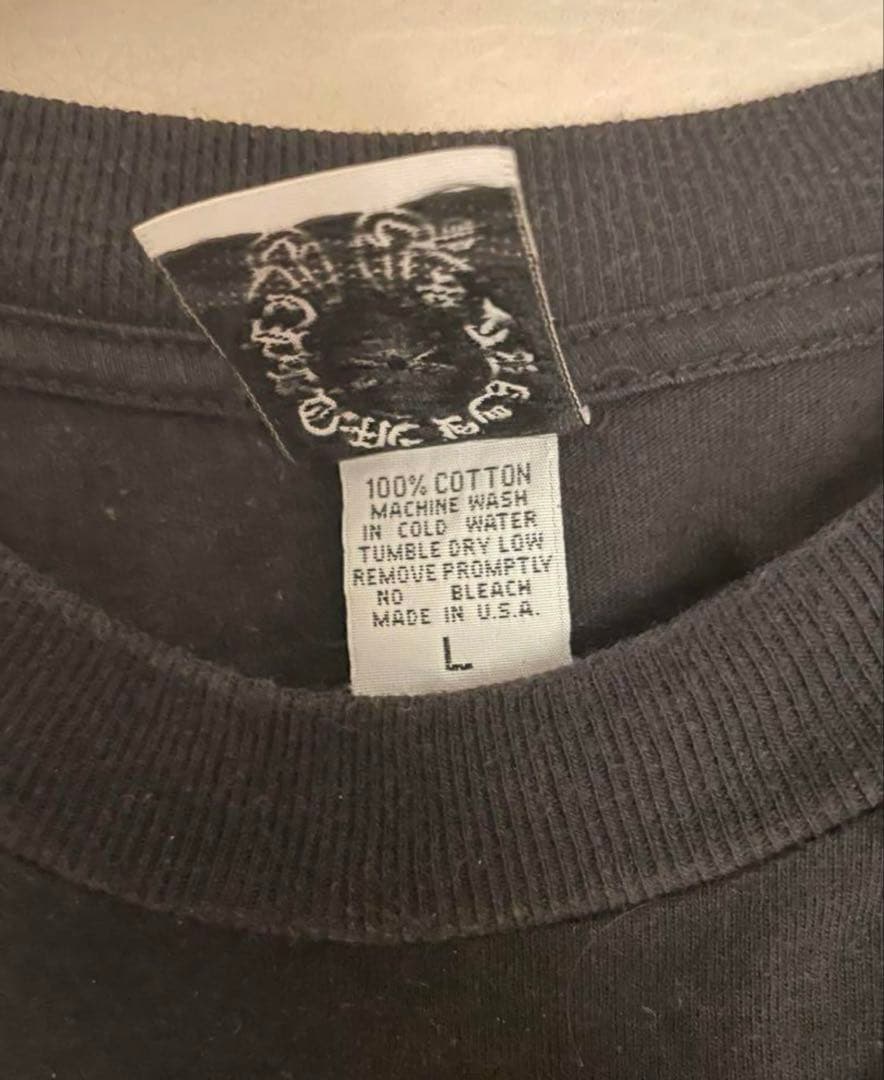 100% COTTON
MACHINE WASH
IN COLD WATER
TUMBLE DRY LOW
REMOVE PROMPTLY
NO BLEACH
MADE IN U.S.A.
L